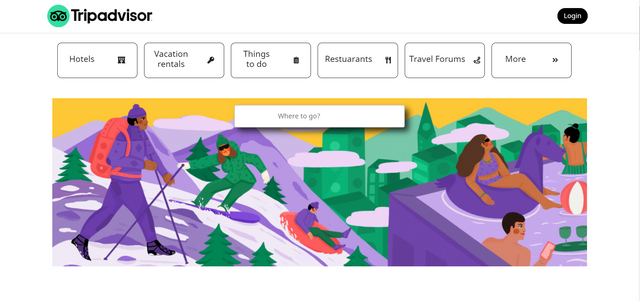 Tripadvisor
Login
Hotels
Vacation
rentals
Things
to do
Restuarants
Travel Forums
More
Where to go?